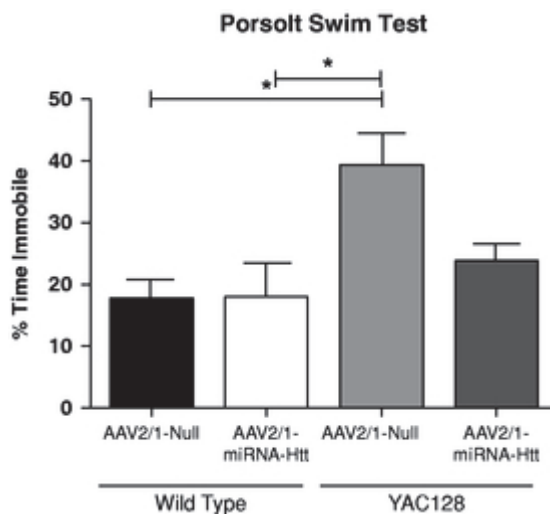 Porsolt Swim Test
*
*
% Time Immobile
50
40
30
20
10
0
AAV2/1-Null
AAV2/1-
miRNA-Htt
AAV2/1-Null
AAV2/1-
miRNA-Htt
Wild Type
YAC128